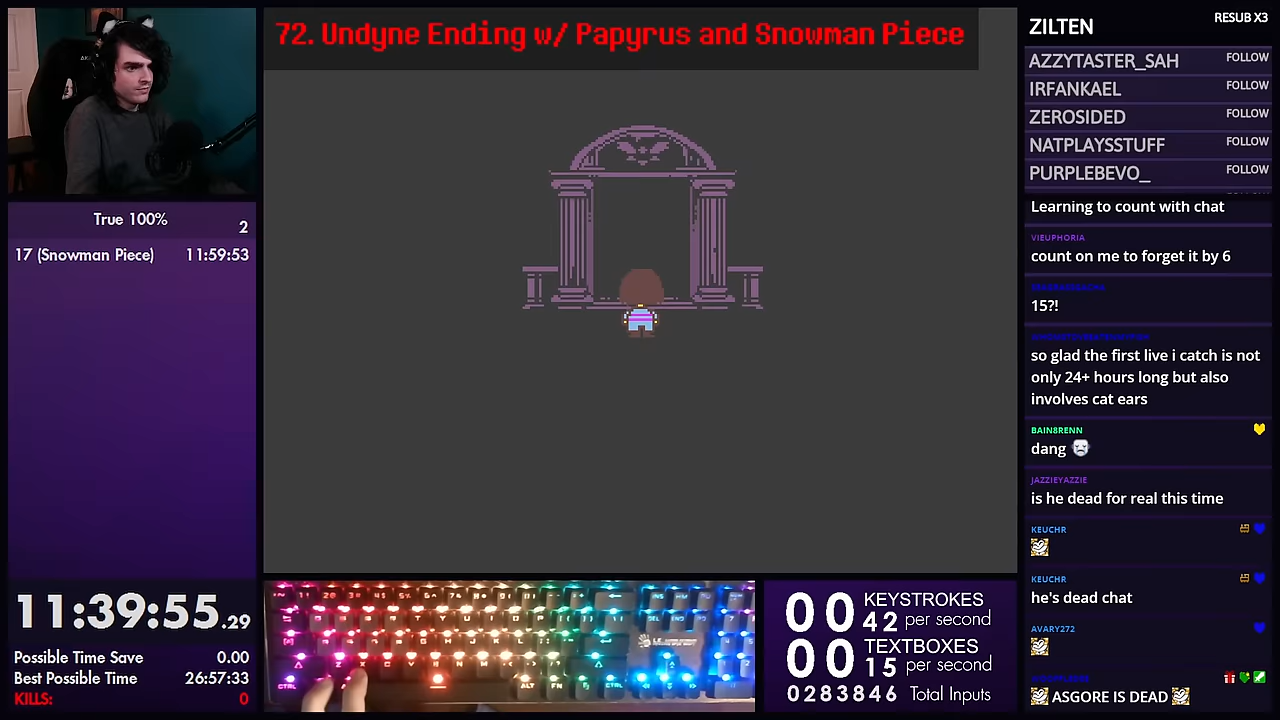 72. Undyne Ending w/ Papyrus and Snowman Piece
True 100%
2
17 (Snowman Piece) 11:59:53
11:39:55.29
Possible Time Save 0.00
Best Possible Time 26:57:33
KILLS: 0
00 KEYSTROKES
42 per second
00 TEXTBOXES
15 per second
0283846 Total Inputs
ZILTEN RESUB X3
AZZYTASTER_SAH FOLLOW
IRFANKAEL FOLLOW
ZEROSIDED FOLLOW
NATPLAYSSTUFF FOLLOW
PURPLEBEVO_ FOLLOW
Learning to count with chat
VIEUPHORIA
count on me to forget it by 6
15?!
so glad the first live i catch is not
only 24+ hours long but also
involves cat ears
BAIN8RENN
dang
JAZZIEYAZZIE
is he dead for real this time
KEUCHR
KEUCHR
he's dead chat
AVARY272
ASGORE IS DEAD